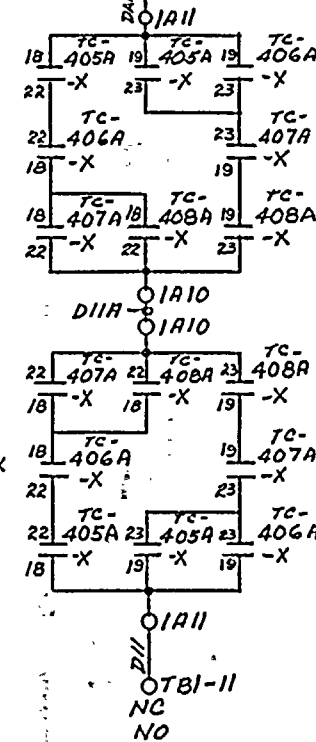 1A11
18 TC-405A-X 22
19 TC-405A-X 23
19 TC-406A-X 23
22 TC-406A-X 18
23 TC-407A-X 19
18 TC-407A-X 22
18 TC-408A-X 22
19 TC-408A-X 23
1A10
D11A
1A10
22 TC-407A-X 18
22 TC-408A-X 18
23 TC-408A-X 19
18 TC-406A-X 22
19 TC-407A-X 23
22 TC-405A-X 18
23 TC-405A-X 19
23 TC-406A-X 19
1A11
D11
TB1-11
NC
NO